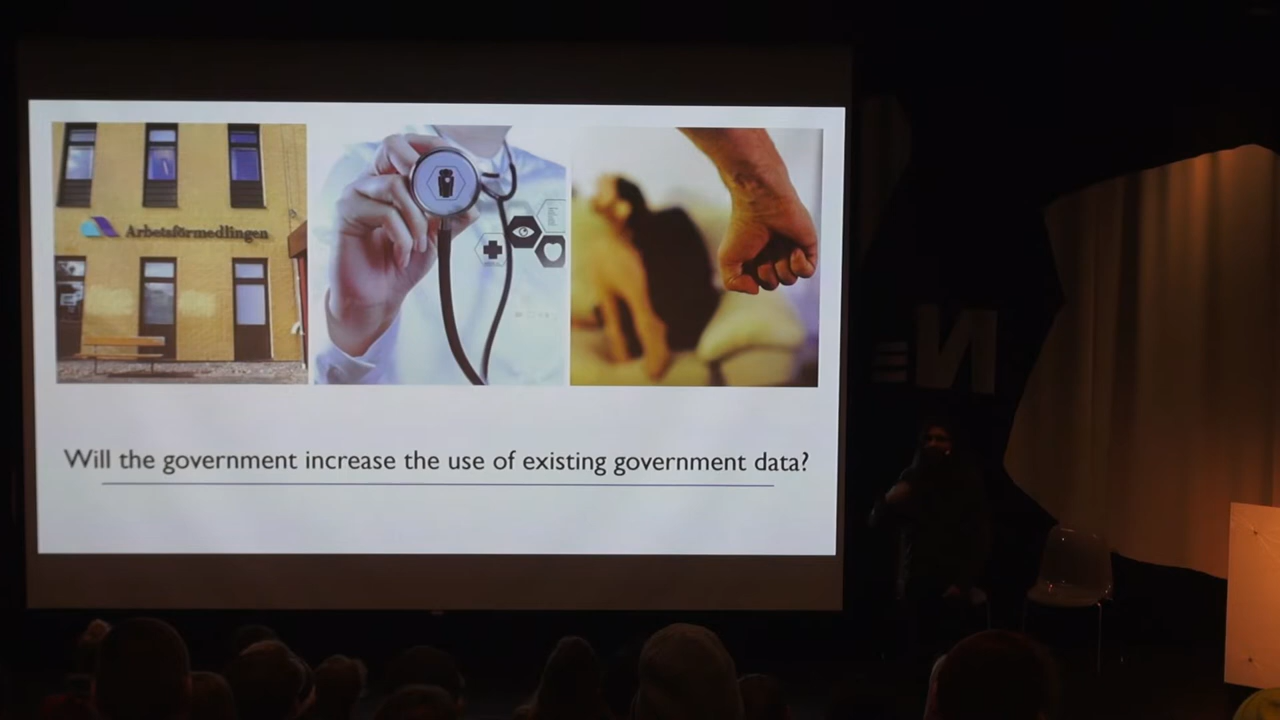 Arbetsförmedlingen
Will the government increase the use of existing government data?